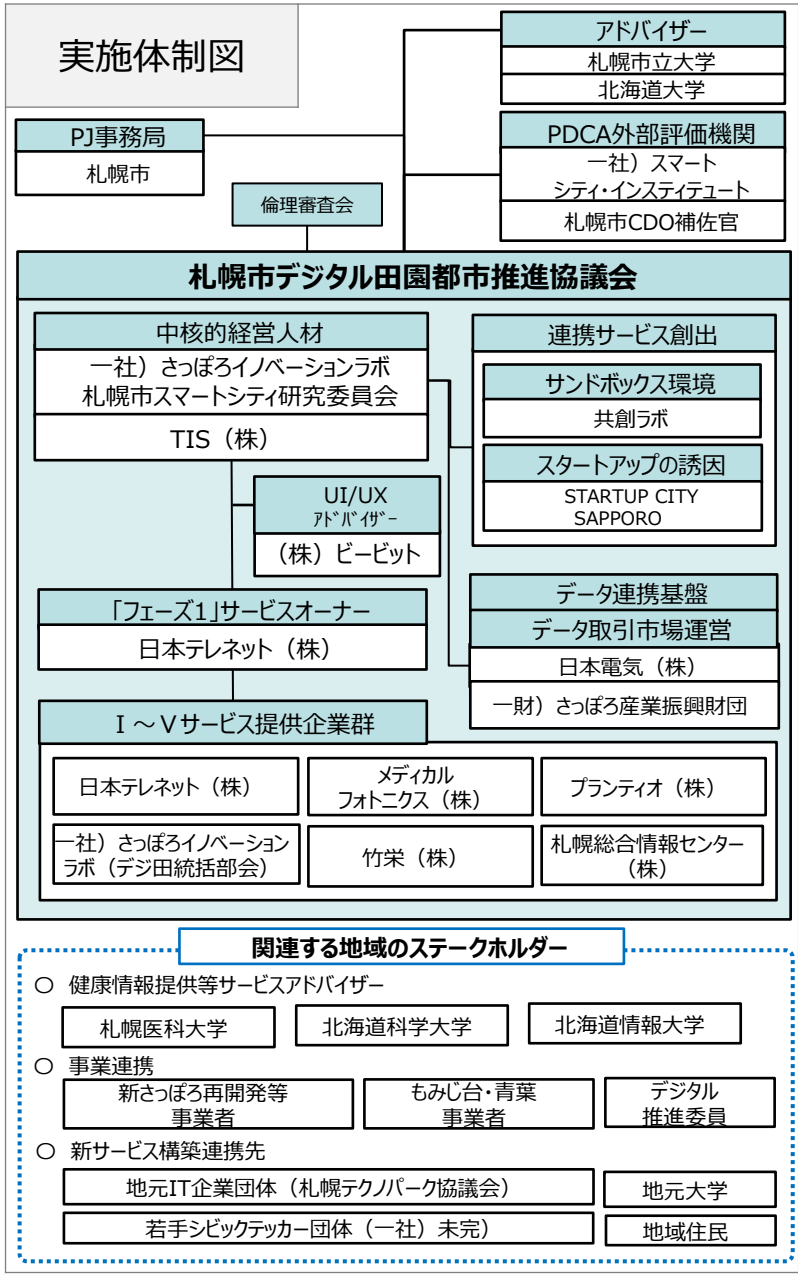 実施体制図
アドバイザー
札幌市立大学
北海道大学
PJ事務局
札幌市
PDCA外部評価機関
一社）スマート
シティ・インスティテュート
札幌市CDO補佐官
倫理審査会
札幌市デジタル田園都市推進協議会
中核的経営人材
一社）さっぽろイノベーションラボ
札幌市スマートシティ研究委員会
TIS（株）
連携サービス創出
サンドボックス環境
共創ラボ
スタートアップの誘因
STARTUP CITY
SAPPORO
UI/UX
ｱﾄﾞﾊﾞｲｻﾞｰ
（株）ビービット
「フェーズ1」サービスオーナー
日本テレネット（株）
データ連携基盤
データ取引市場運営
日本電気（株）
一財）さっぽろ産業振興財団
Ⅰ～Ⅴサービス提供企業群
日本テレネット（株）
メディカル
フォトニクス（株）
プランティオ（株）
一社）さっぽろイノベーション
ラボ（デジ田統括部会）
竹栄（株）
札幌総合情報センター
（株）
関連する地域のステークホルダー
○ 健康情報提供等サービスアドバイザー
札幌医科大学
北海道科学大学
北海道情報大学
○ 事業連携
新さっぽろ再開発等
事業者
もみじ台・青葉
事業者
デジタル
推進委員
○ 新サービス構築連携先
地元IT企業団体（札幌テクノパーク協議会）
地元大学
若手シビックテッカー団体（一社）未完）
地域住民